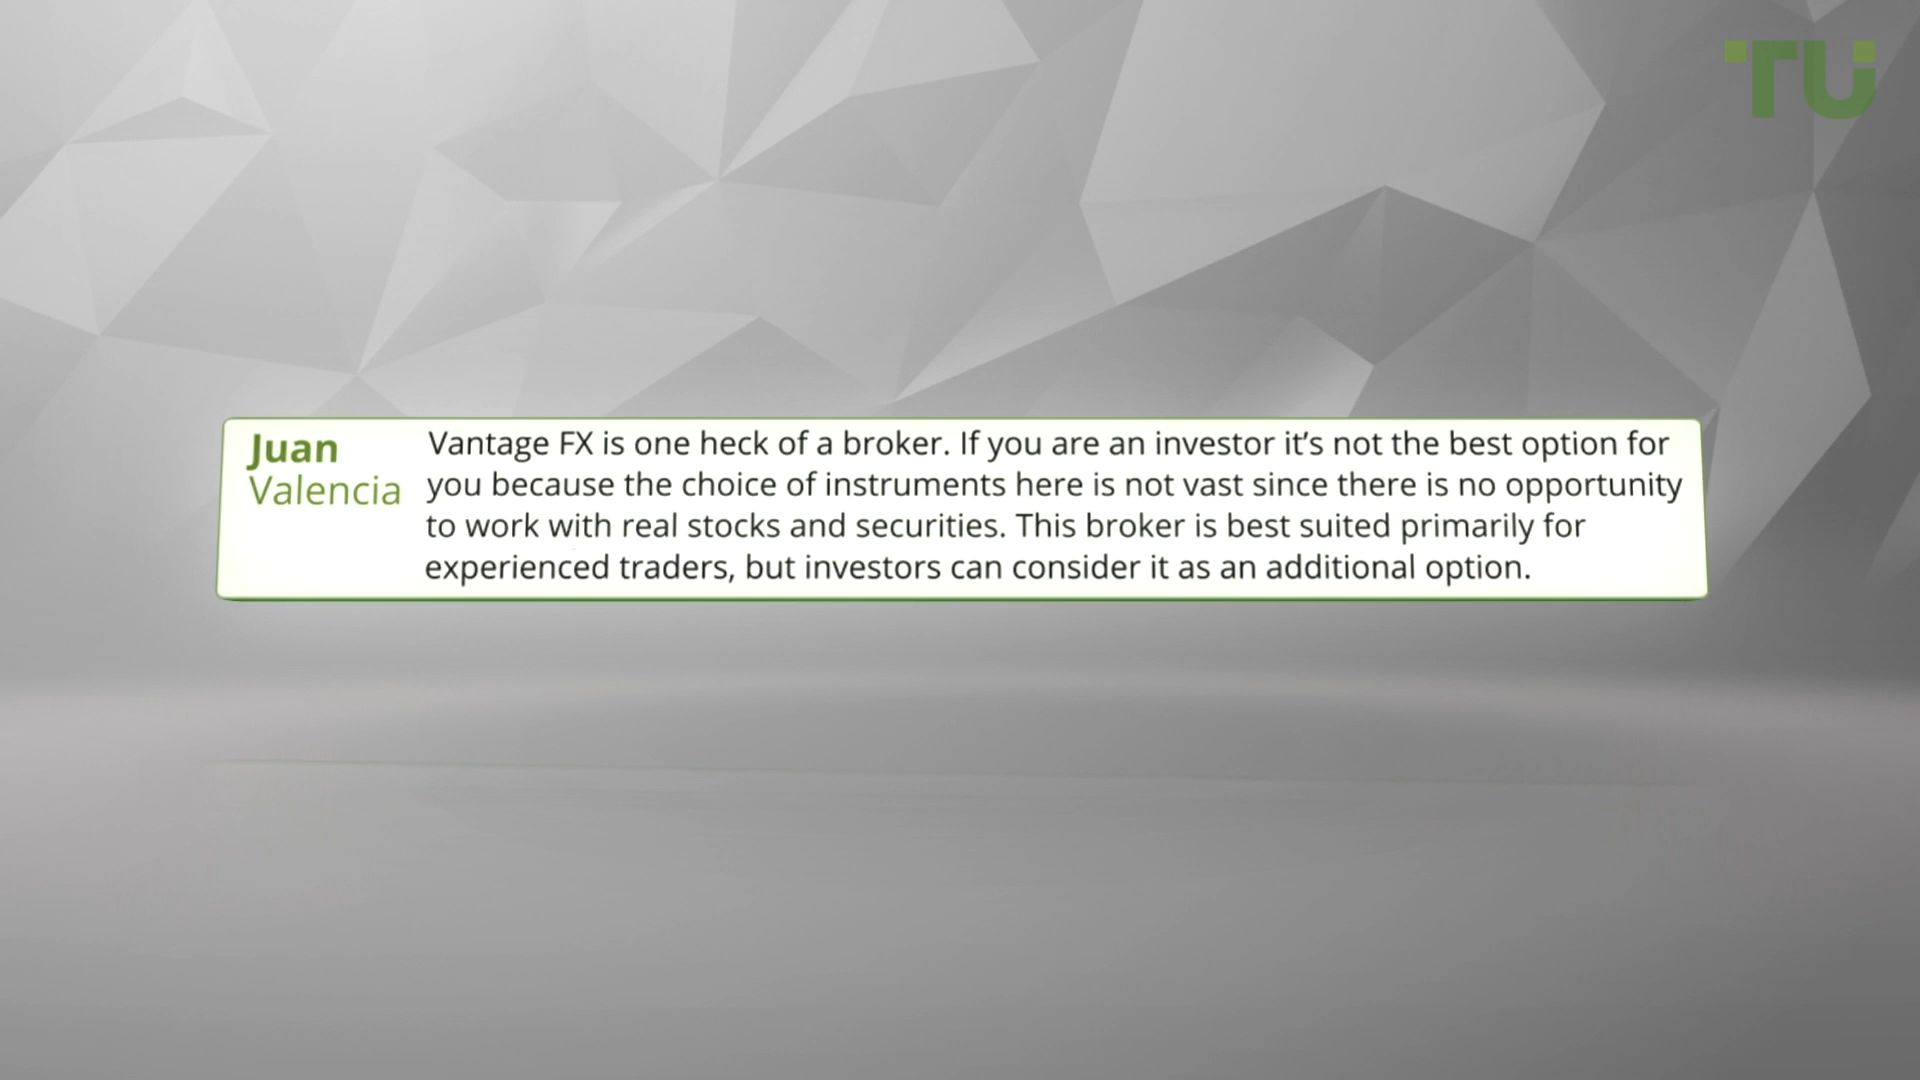 TU
Juan
Valencia
Vantage FX is one heck of a broker. If you are an investor it’s not the best option for
you because the choice of instruments here is not vast since there is no opportunity
to work with real stocks and securities. This broker is best suited primarily for
experienced traders, but investors can consider it as an additional option.